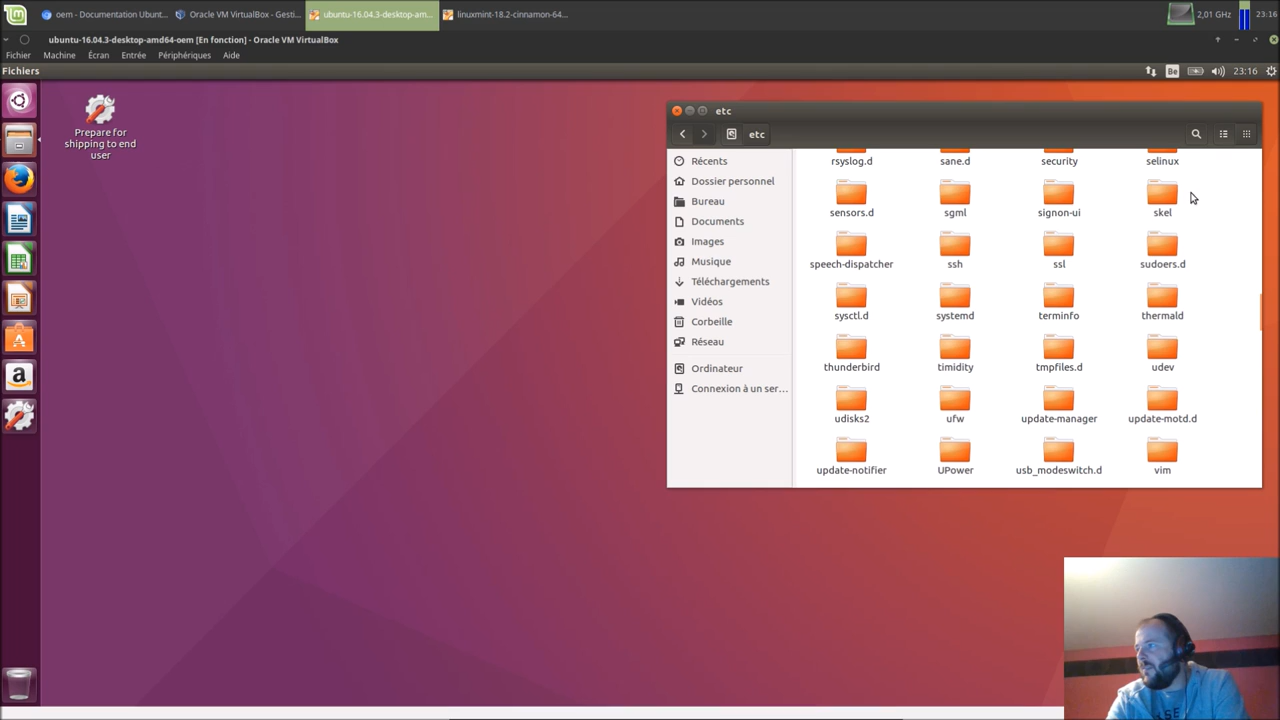 oem - Documentation Ubunt...
Oracle VM VirtualBox - Gesti...
ubuntu-16.04.3-desktop-am...
linuxmint-18.2-cinnamon-64...
2,01 GHz
23:16
ubuntu-16.04.3-desktop-amd64-oem [En fonction] - Oracle VM VirtualBox
Fichier Machine Écran Entrée Périphériques Aide
Fichiers
Be
23:16
Prepare for
shipping to end
user
etc
etc
Récents
Dossier personnel
Bureau
Documents
Images
Musique
Téléchargements
Vidéos
Corbeille
Réseau
Ordinateur
Connexion à un ser...
rsyslog.d sane.d security selinux
sensors.d sgml signon-ui skel
speech-dispatcher ssh ssl sudoers.d
sysctl.d systemd terminfo thermald
thunderbird timidity tmpfiles.d udev
udisks2 ufw update-manager update-motd.d
update-notifier UPower usb_modeswitch.d vim